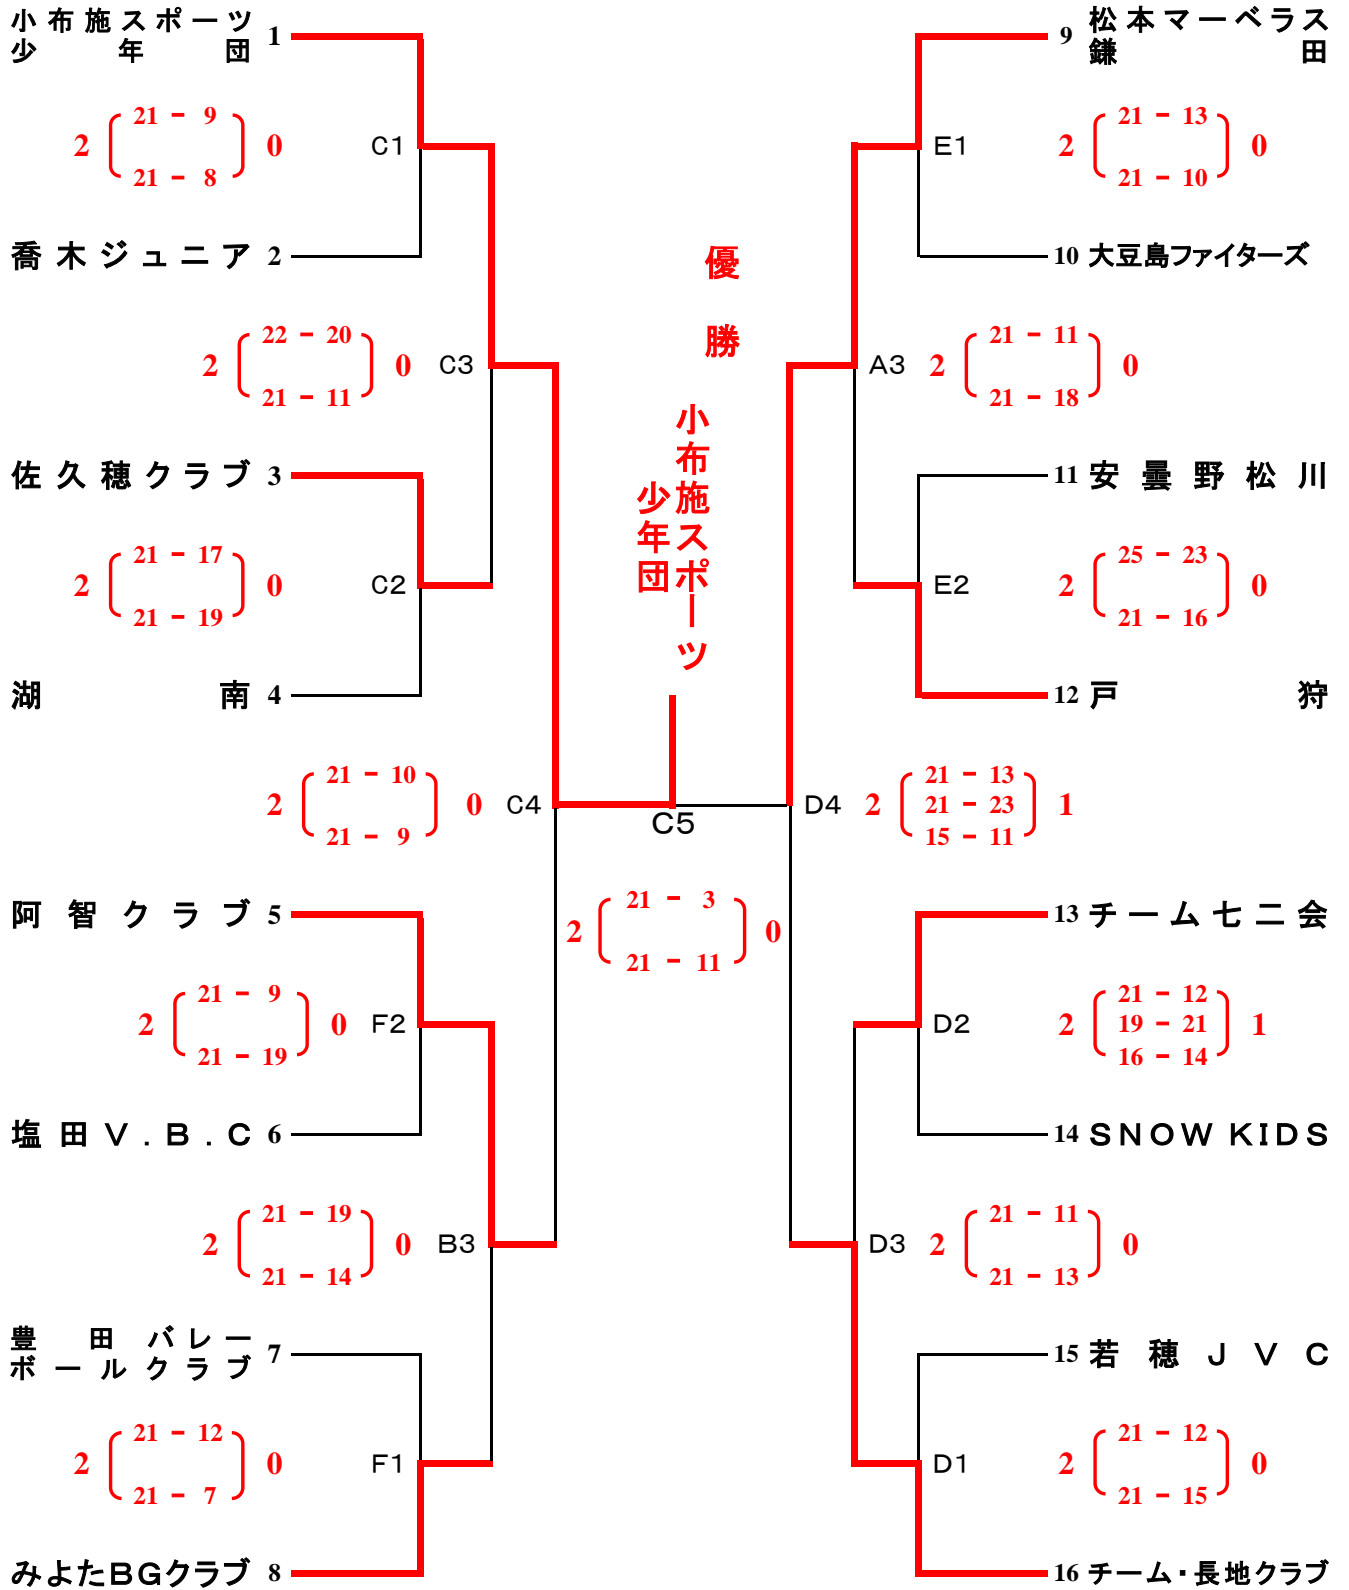 小布施スポーツ
少年団 1
21 - 9
2 0
21 - 8
C1
喬木ジュニア 2
22 - 20
2 0
21 - 11
C3
佐久穂クラブ 3
21 - 17
2 0
21 - 19
C2
湖南 4
21 - 10
2 0
21 - 9
C4
阿智クラブ 5
21 - 9
2 0
21 - 19
F2
塩田V.B.C 6
21 - 19
2 0
21 - 14
B3
豊田バレー
ボールクラブ 7
21 - 12
2 0
21 - 7
F1
みよたBGクラブ 8
優勝
小布施スポーツ
少年団
C5
21 - 3
2 0
21 - 11
9 松本マーベラス
鎌田
E1
21 - 13
2 0
21 - 10
10 大豆島ファイターズ
A3
21 - 11
2 0
21 - 18
11 安曇野松川
E2
25 - 23
2 0
21 - 16
12 戸狩
D4
21 - 13
2 21 - 23 1
15 - 11
13 チーム七二会
D2
21 - 12
2 19 - 21 1
16 - 14
14 SNOW KIDS
D3
21 - 11
2 0
21 - 13
15 若穂JVC
D1
21 - 12
2 0
21 - 15
16 チーム・長地クラブ